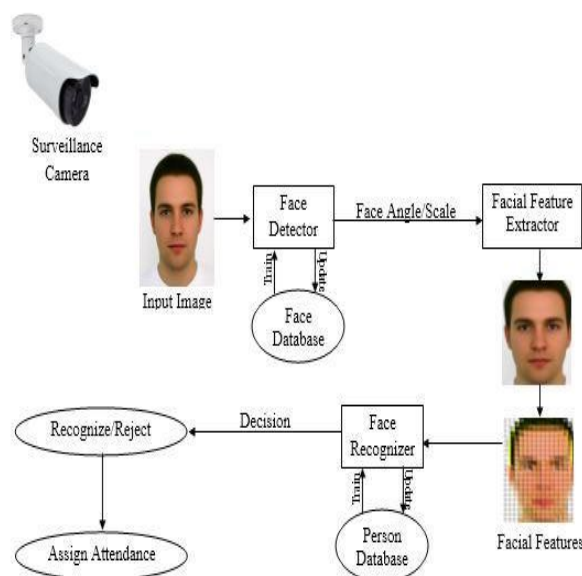 Surveillance
Camera
Input Image
Face
Detector
Face Angle/Scale
Facial Feature
Extractor
Train
Update
Face
Database
Recognize/Reject
Decision
Face
Recognizer
Train
Update
Person
Database
Facial Features
Assign Attendance